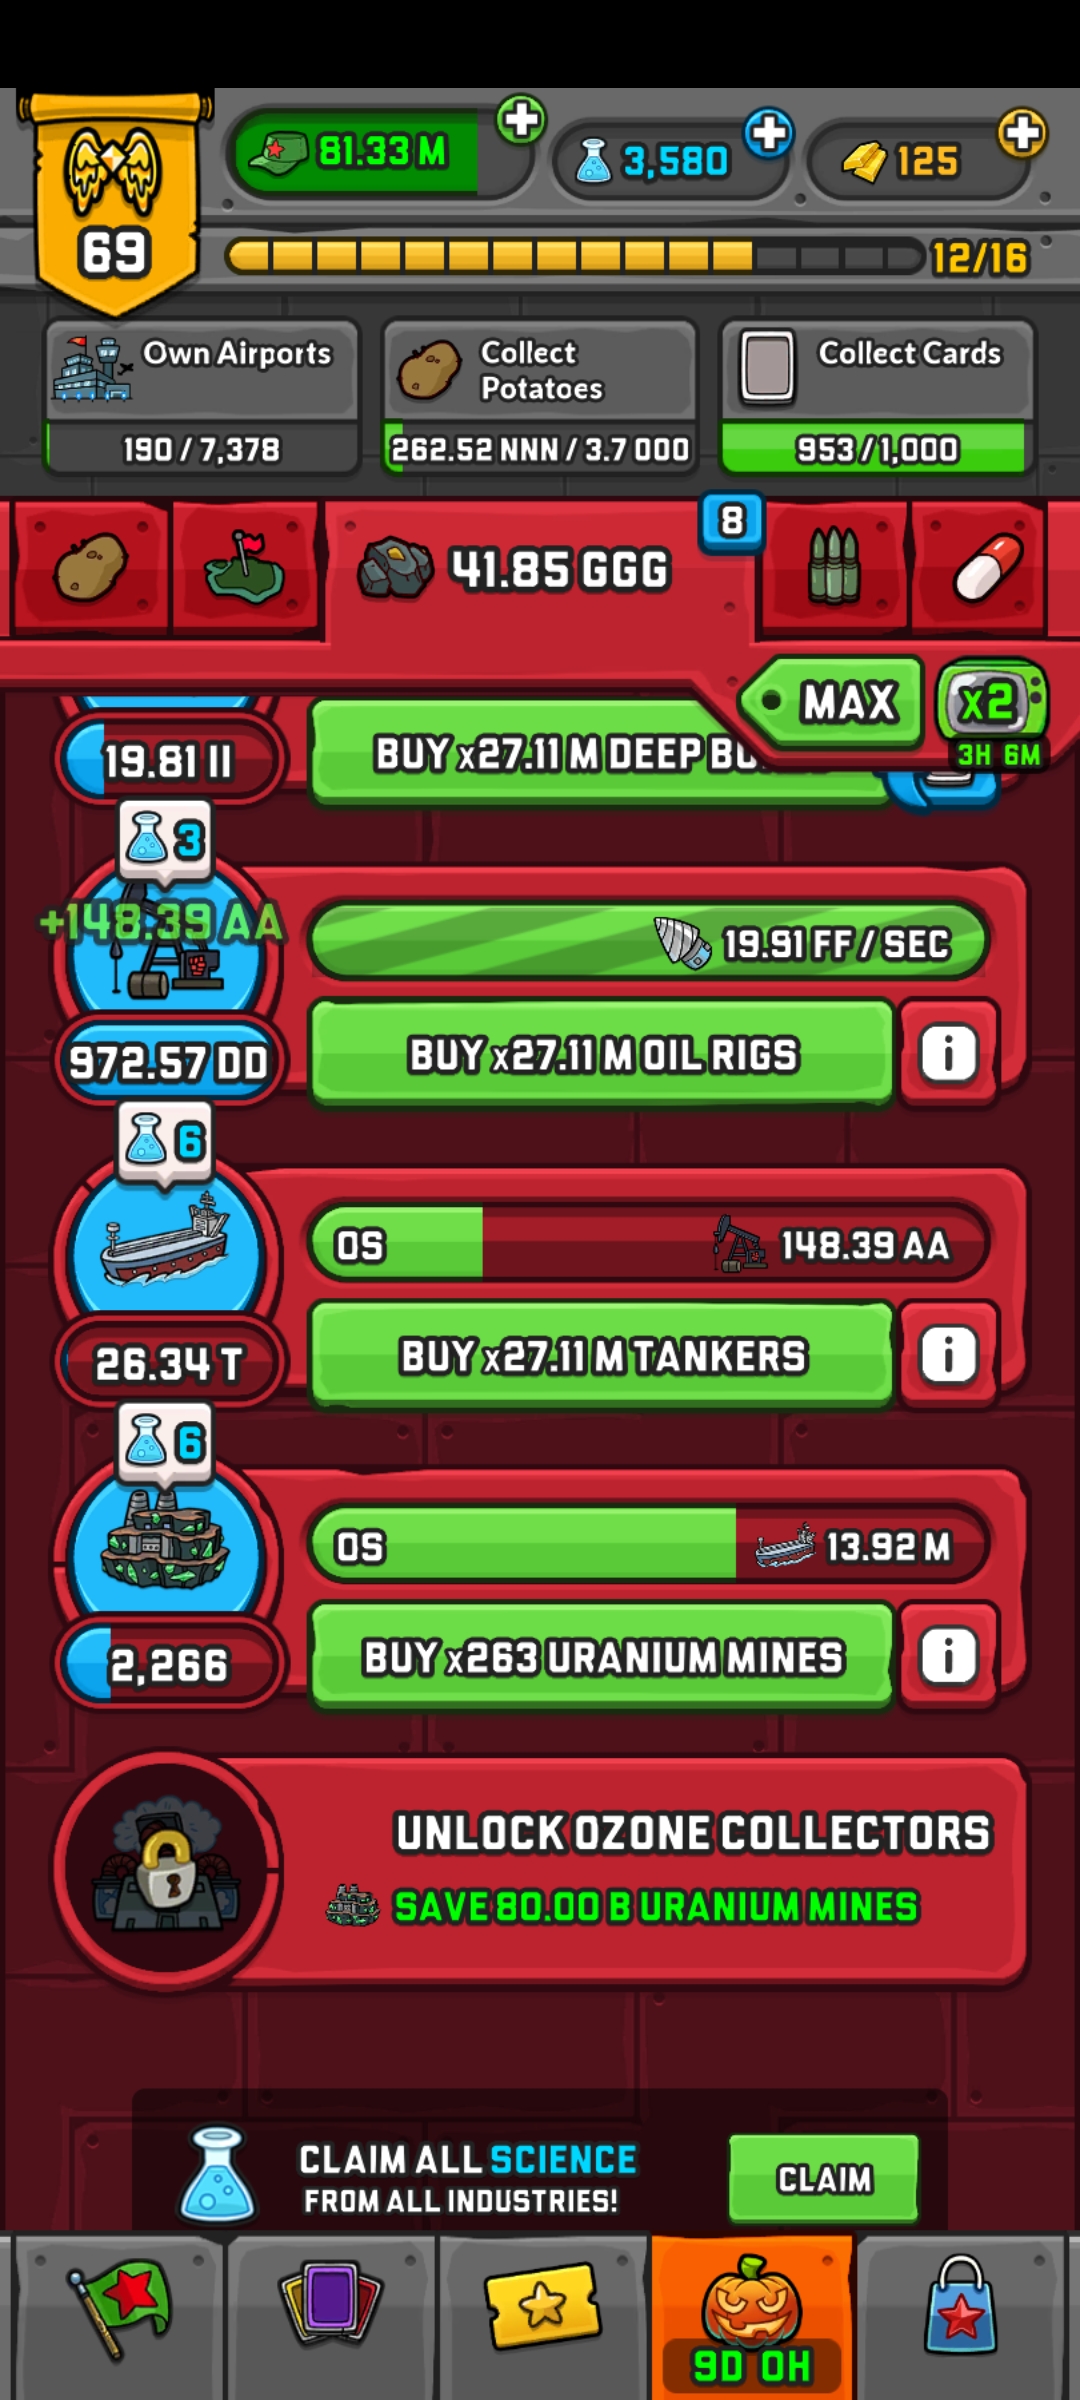 81.33 M
3,580
125
69
12/16
Own Airports
190 / 7,378
Collect
Potatoes
262.52 NNN / 3.7 OOO
Collect Cards
953 / 1,000
41.85 GGG
8
MAX
x2
3H 6M
19.81 II
BUY x27.11 M DEEP
3
+148.39 AA
19.91 FF / SEC
972.57 DD
BUY x27.11 M OIL RIGS
i
6
0S
148.39 AA
26.34 T
BUY x27.11 M TANKERS
i
6
0S
13.92 M
2,266
BUY x263 URANIUM MINES
i
UNLOCK OZONE COLLECTORS
SAVE 80.00 B URANIUM MINES
CLAIM ALL SCIENCE
FROM ALL INDUSTRIES!
CLAIM
9D 0H